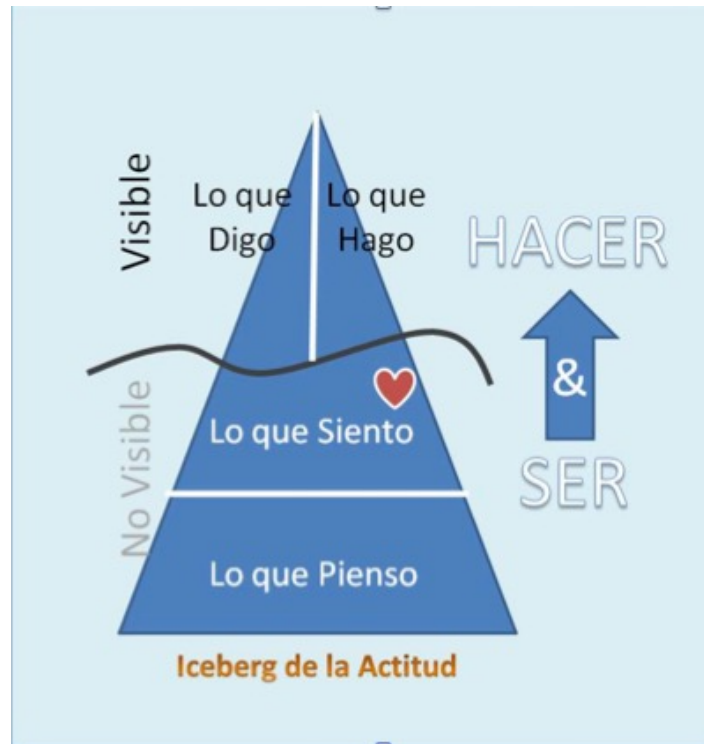 Visible
Lo que
Digo
Lo que
Hago
HACER
&
SER
No Visible
Lo que Siento
Lo que Pienso
Iceberg de la Actitud